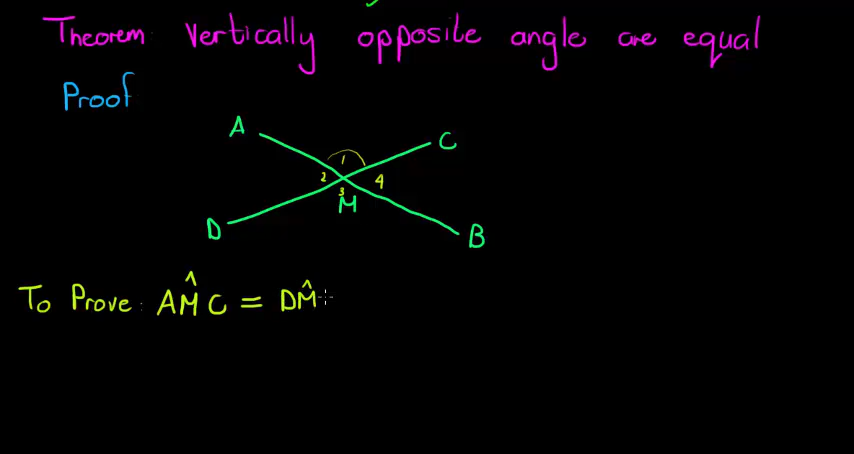 Theorem Vertically opposite angle are equal
Proof
A
C
1
2
4
3
M
D
B
To Prove: AM̂C = DM̂